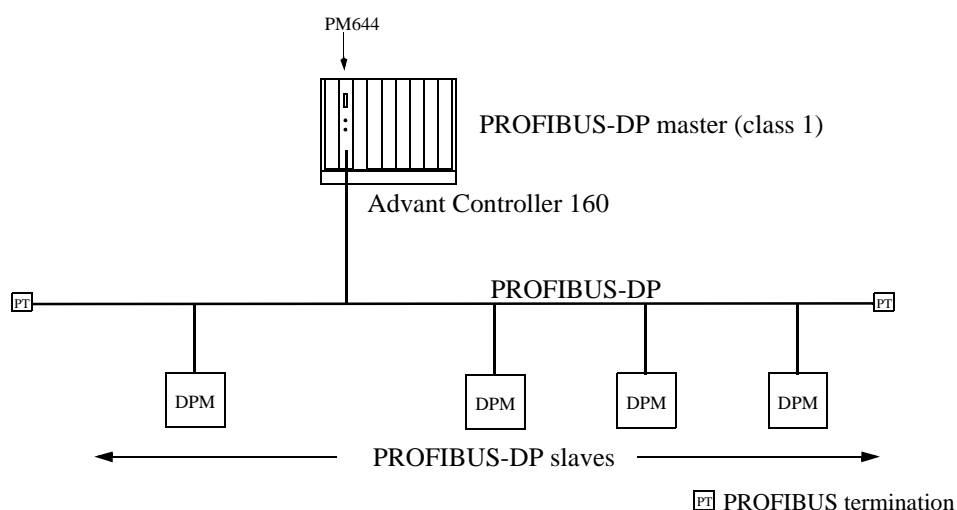 PM644
PROFIBUS-DP master (class 1)
Advant Controller 160
PROFIBUS-DP
PT
PT
DPM
DPM
DPM
DPM
PROFIBUS-DP slaves
PT PROFIBUS termination